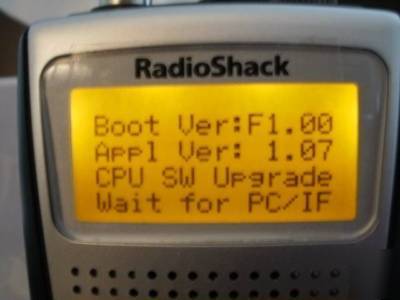 RadioShack
Boot Ver:F1.00
Appl Ver: 1.07
CPU SW Upgrade
Wait for PC/IF